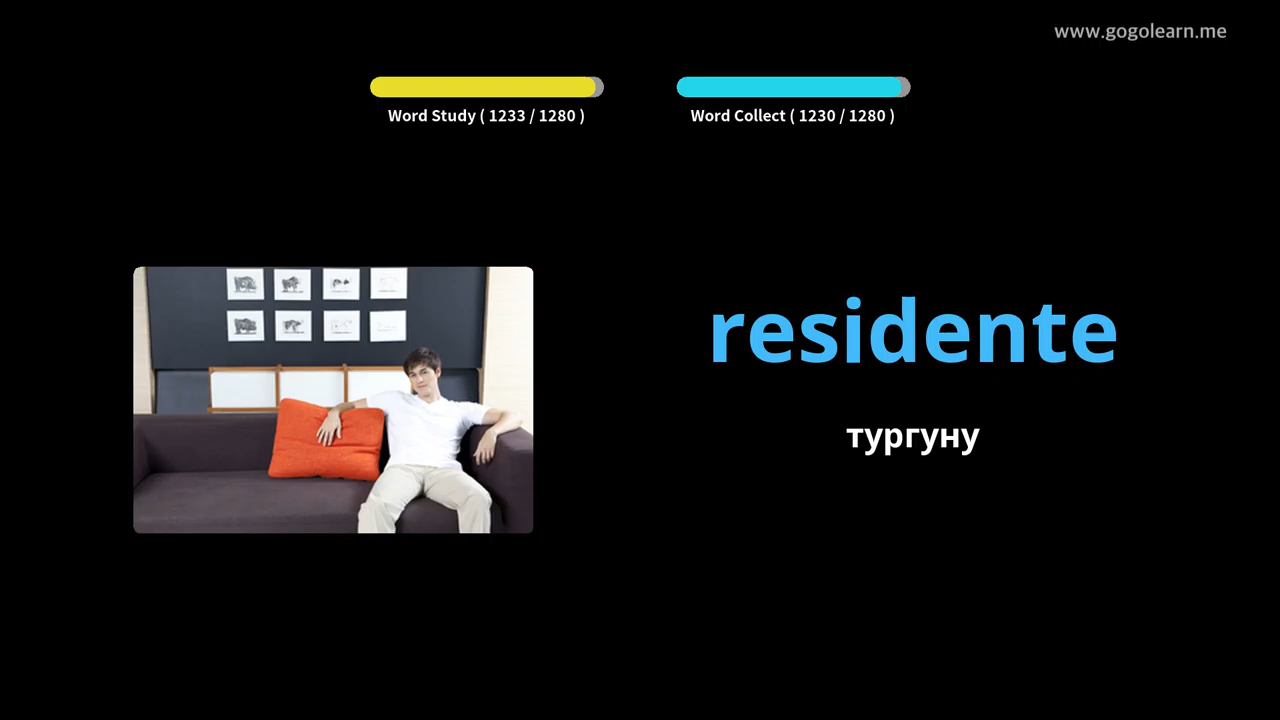 www.gogolearn.me
Word Study ( 1233 / 1280 )
Word Collect ( 1230 / 1280 )
residente
тургуну